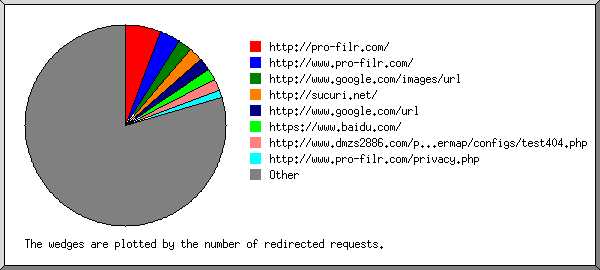 http://pro-filr.com/
http://www.pro-filr.com/
http://www.google.com/images/url
http://sucuri.net/
http://www.google.com/url
https://www.baidu.com/
http://www.dmzs2886.com/p...ermap/configs/test404.php
http://www.pro-filr.com/privacy.php
Other
The wedges are plotted by the number of redirected requests.